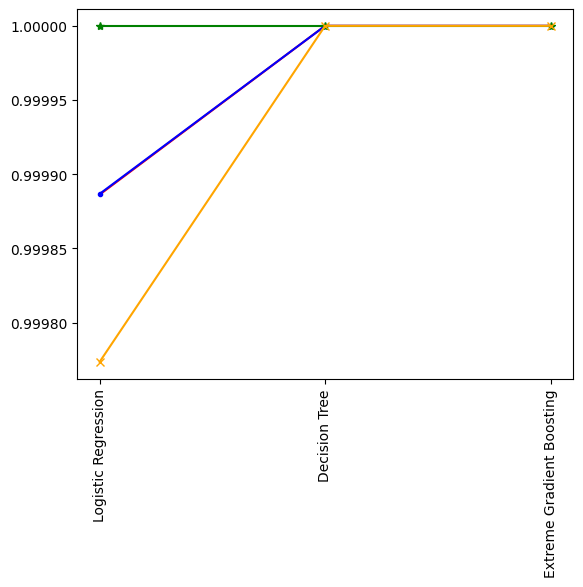 1.00000
0.99995
0.99990
0.99985
0.99980
Logistic Regression
Decision Tree
Extreme Gradient Boosting